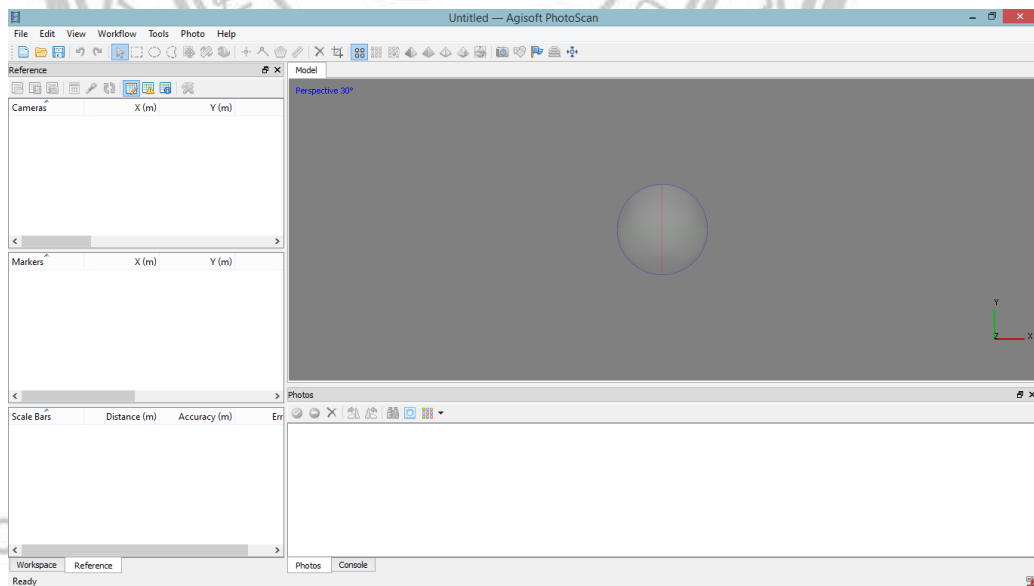 Untitled — Agisoft PhotoScan
File Edit View Workflow Tools Photo Help
Reference
Model
Perspective 30°
Cameras X (m) Y (m)
Markers X (m) Y (m)
Y
Z X
Photos
Scale Bars Distance (m) Accuracy (m) Err
Workspace Reference
Photos Console
Ready